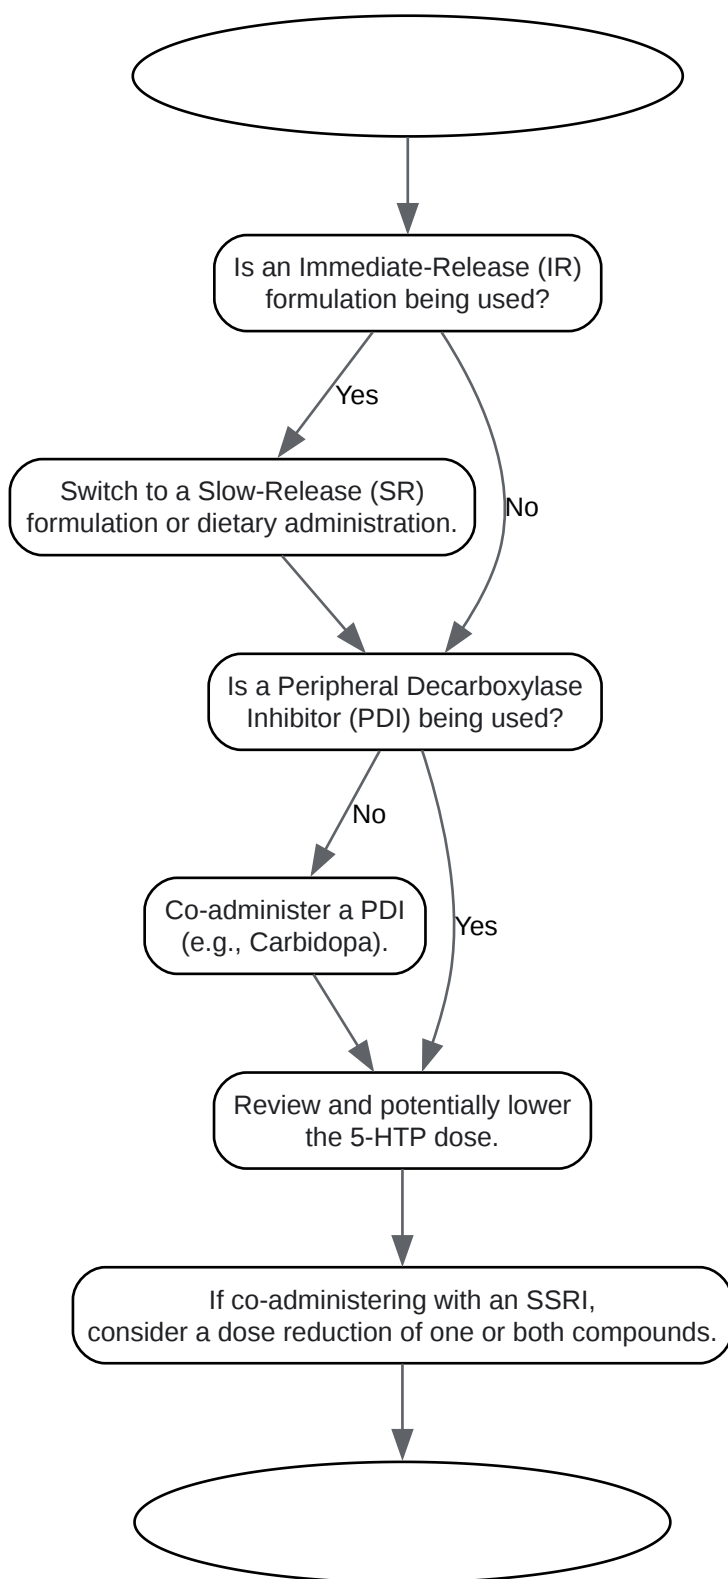 Is an Immediate-Release (IR)
formulation being used?
Yes
Switch to a Slow-Release (SR)
formulation or dietary administration.
No
Is a Peripheral Decarboxylase
Inhibitor (PDI) being used?
No
Co-administer a PDI
(e.g., Carbidopa).
Yes
Review and potentially lower
the 5-HTP dose.
If co-administering with an SSRI,
consider a dose reduction of one or both compounds.